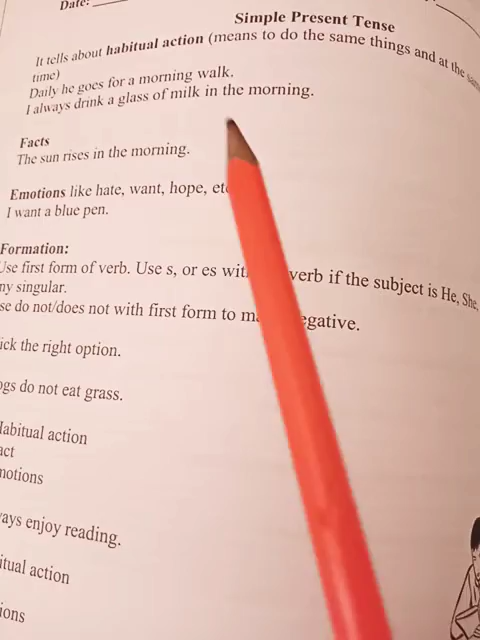 Date:
Simple Present Tense
It tells about habitual action (means to do the same things and at the
time)
Daily he goes for a morning walk.
I always drink a glass of milk in the morning.
Facts
The sun rises in the morning.
Emotions like hate, want, hope, etc
I want a blue pen.
Formation:
Use first form of verb. Use s, or es verb if the subject is He, She,
ny singular.
se do not/does not with first form to egative.
ick the right option.
ogs do not eat grass.
Habitual action
act
motions
ways enjoy reading.
itual action
ions